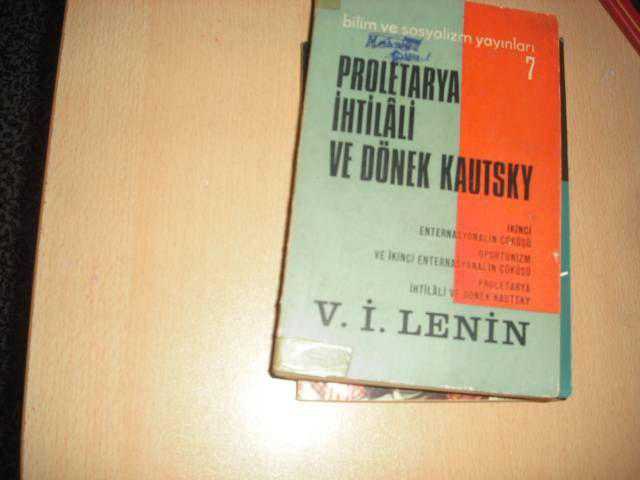 bilim ve sosyalizm yayınları
7
PROLETARYA
İHTİLÂLİ
VE DÖNEK KAUTSKY
İKİNCİ
ENTERNASYONALİN ÇÖKÜŞÜ
OPORTUNİZM
VE İKİNCİ ENTERNASYONALİN ÇÖKÜŞÜ
PROLETARYA
İHTİLÂLİ VE DÖNEK KAUTSKY
V. İ. LENİN